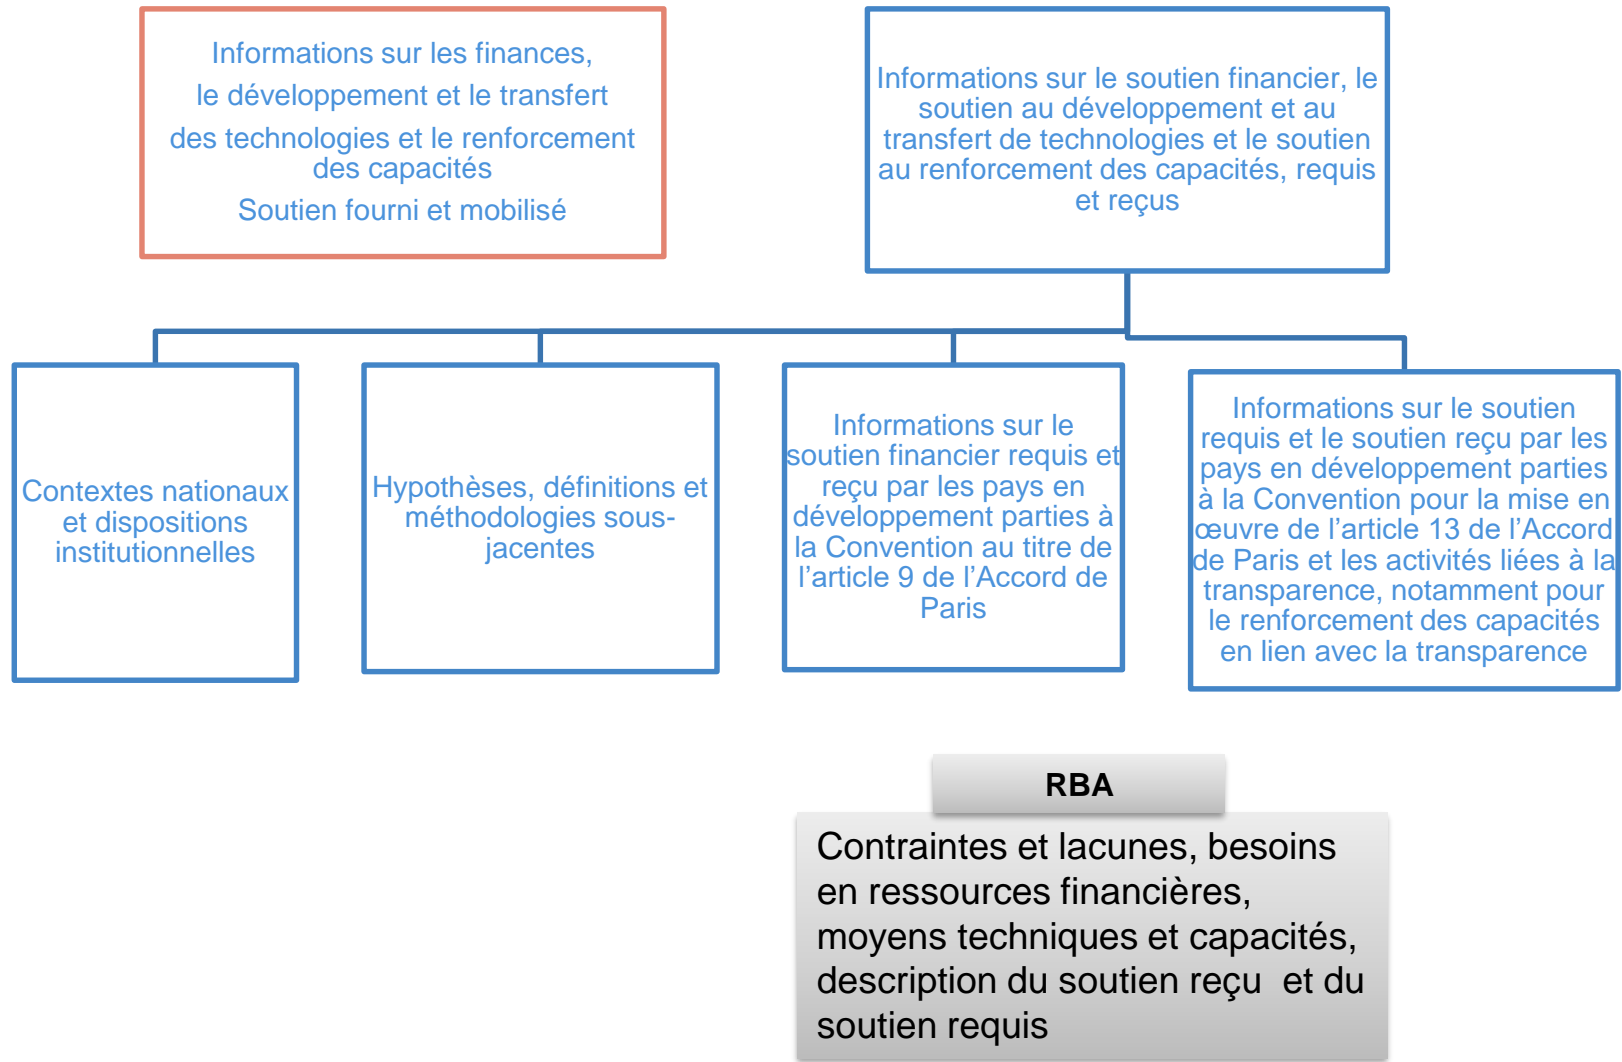 Informations sur les finances,
le développement et le transfert
des technologies et le renforcement
des capacités
Soutien fourni et mobilisé
Informations sur le soutien financier, le
soutien au développement et au
transfert de technologies et le soutien
au renforcement des capacités, requis
et reçus
Contextes nationaux
et dispositions
institutionnelles
Hypothèses, définitions et
méthodologies sous-
jacentes
Informations sur le
soutien financier requis et
reçu par les pays en
développement parties à
la Convention au titre de
l’article 9 de l’Accord de
Paris
Informations sur le soutien
requis et le soutien reçu par les
pays en développement parties
à la Convention pour la mise en
œuvre de l’article 13 de l’Accord
de Paris et les activités liées à la
transparence, notamment pour
le renforcement des capacités
en lien avec la transparence
RBA
Contraintes et lacunes, besoins
en ressources financières,
moyens techniques et capacités,
description du soutien reçu  et du
soutien requis